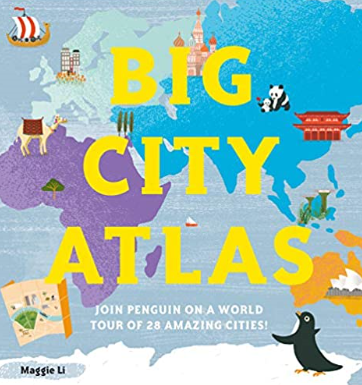 BIG
CITY
ATLAS
JOIN PENGUIN ON A WORLD
TOUR OF 28 AMAZING CITIES!
Maggie Li